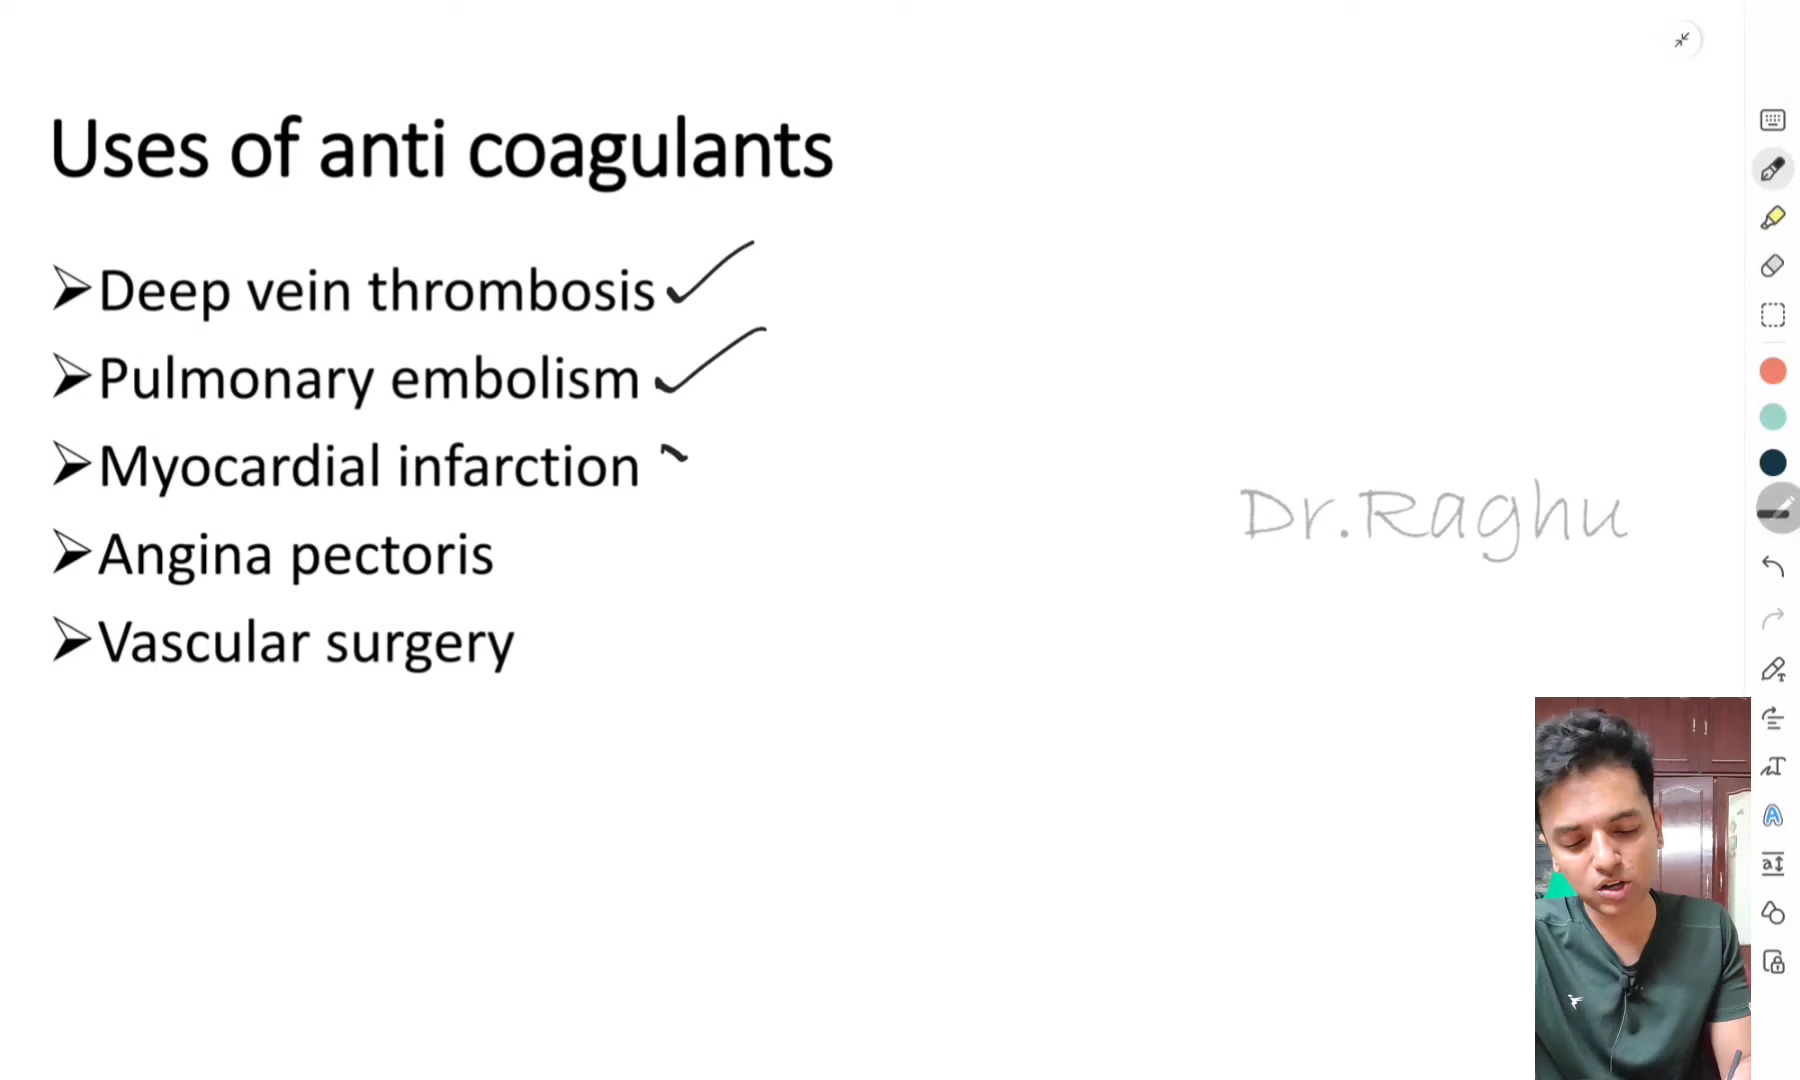 Uses of anti coagulants
➢Deep vein thrombosis
➢Pulmonary embolism
➢Myocardial infarction
➢Angina pectoris
➢Vascular surgery
Dr.Raghu